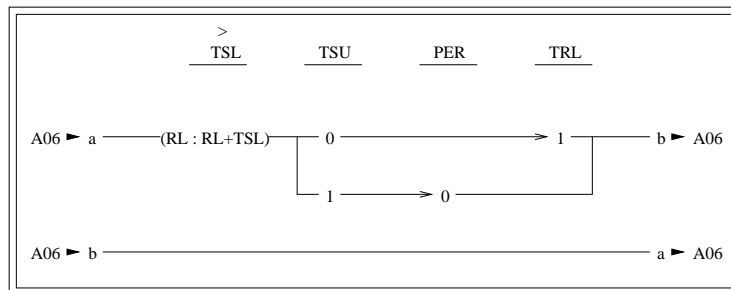 >
TSL TSU PER TRL
A06 a (RL : RL+TSL) 0 1 b A06
1 0
A06 b a A06